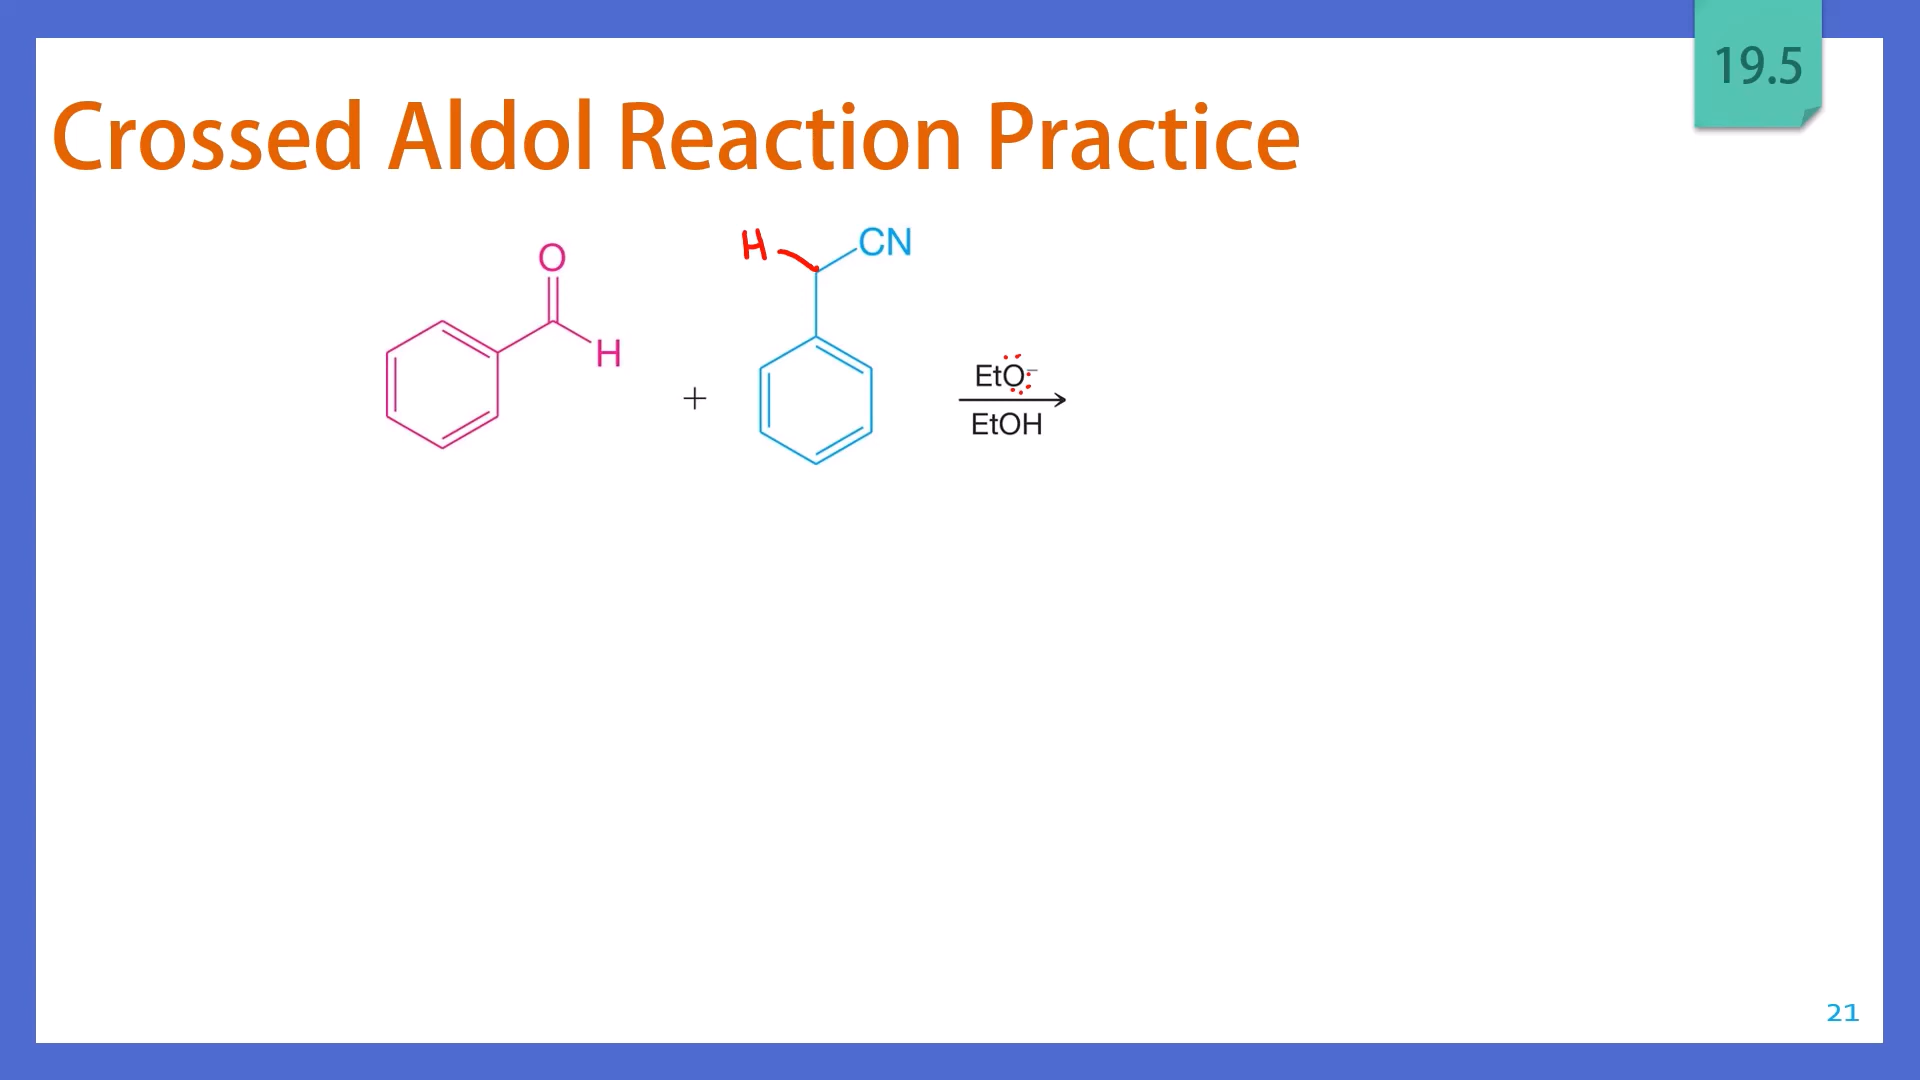 19.5
Crossed Aldol Reaction Practice
O
H
H
CN
+
EtO:⁻
EtOH
21